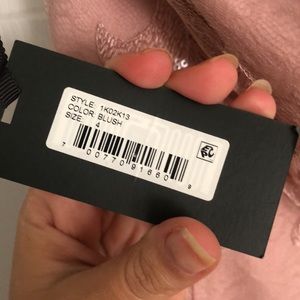 STYLE: 1K02K13
COLOR: BLUSH
SIZE: 4
7 00770 91660 9